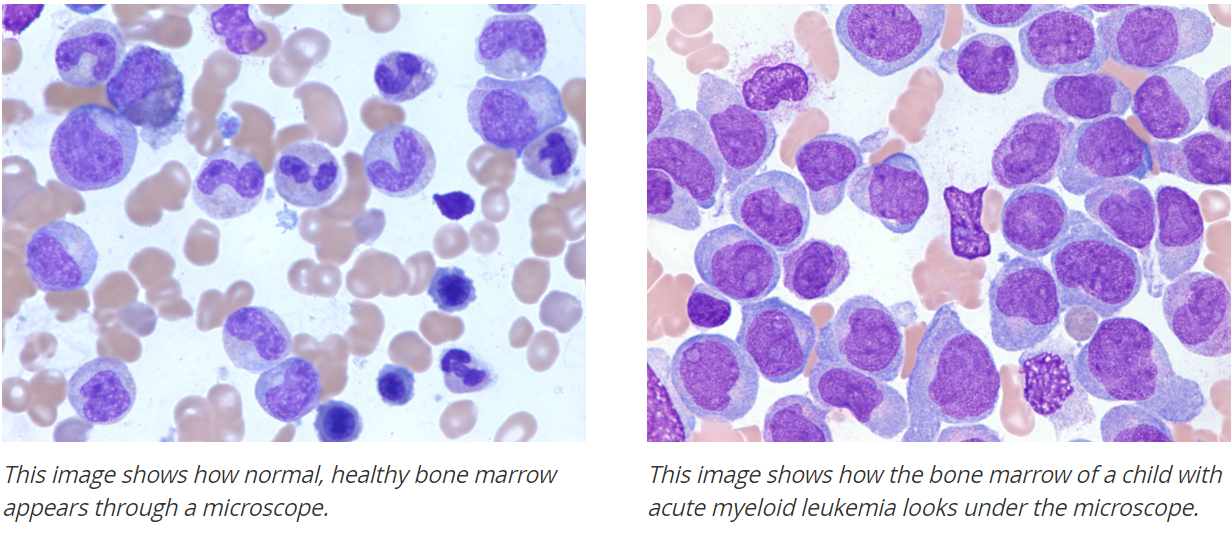 This image shows how normal, healthy bone marrow
appears through a microscope.
This image shows how the bone marrow of a child with
acute myeloid leukemia looks under the microscope.